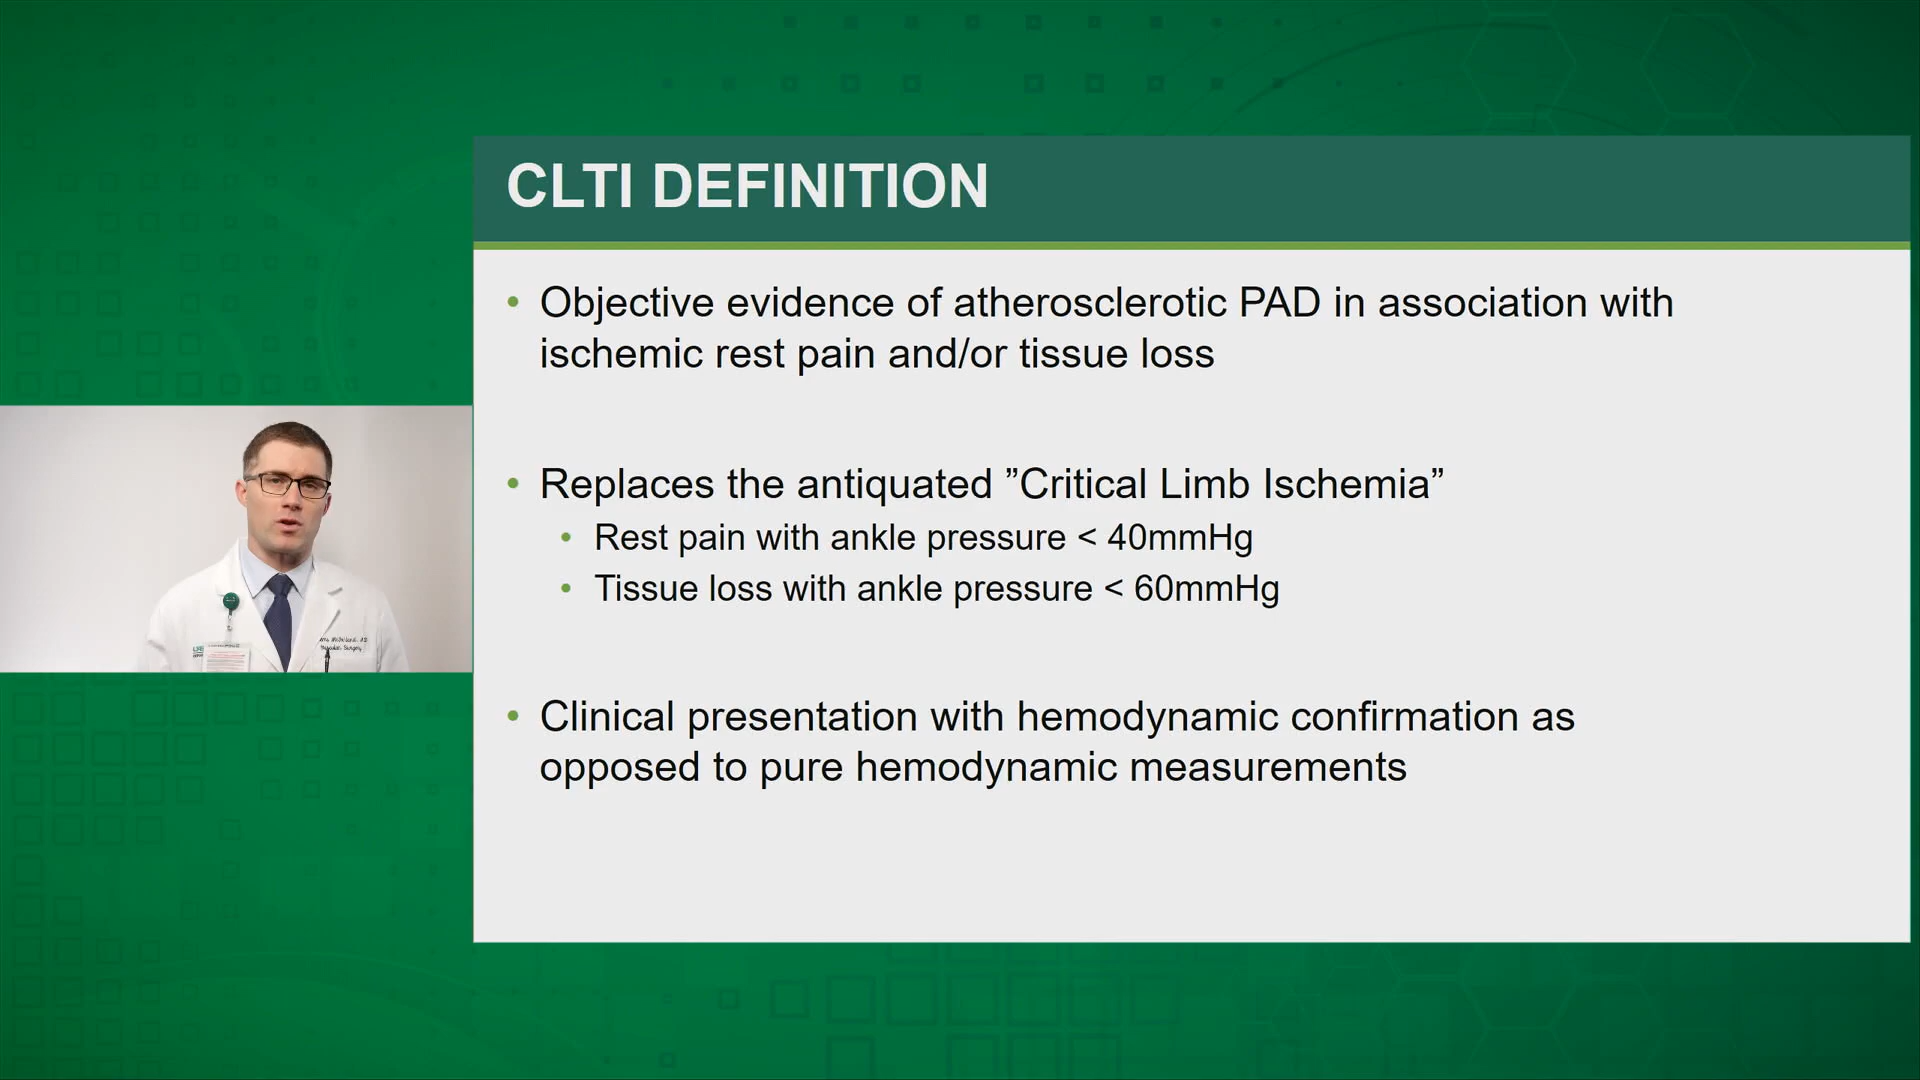 CLTI DEFINITION
• Objective evidence of atherosclerotic PAD in association with
ischemic rest pain and/or tissue loss
• Replaces the antiquated ”Critical Limb Ischemia”
• Rest pain with ankle pressure < 40mmHg
• Tissue loss with ankle pressure < 60mmHg
• Clinical presentation with hemodynamic confirmation as
opposed to pure hemodynamic measurements
Surgery